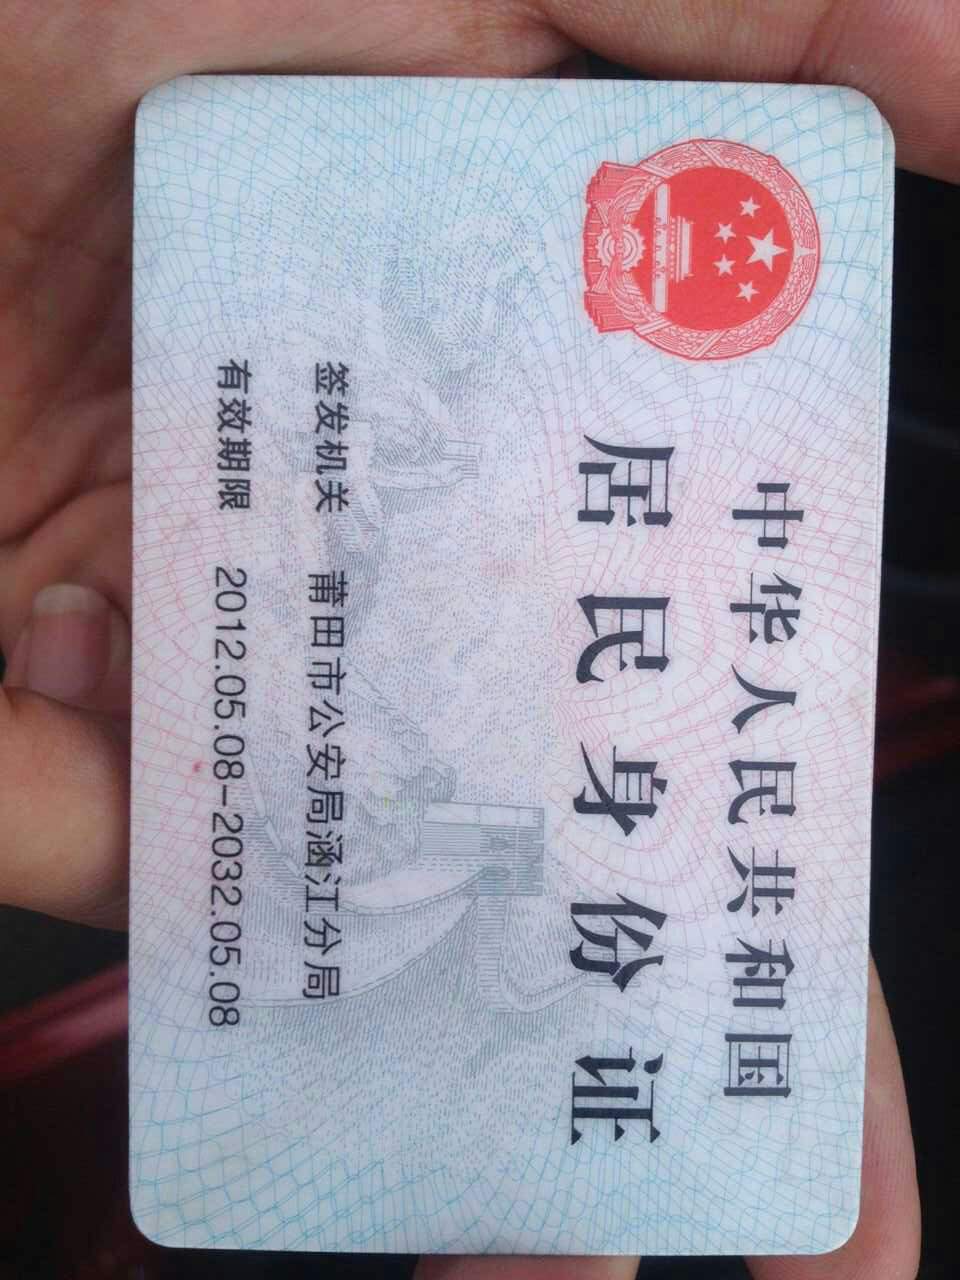 中华人民共和国
居民身份证
签发机关 莆田市公安局涵江分局
有效期限 2012.05.08-2032.05.08